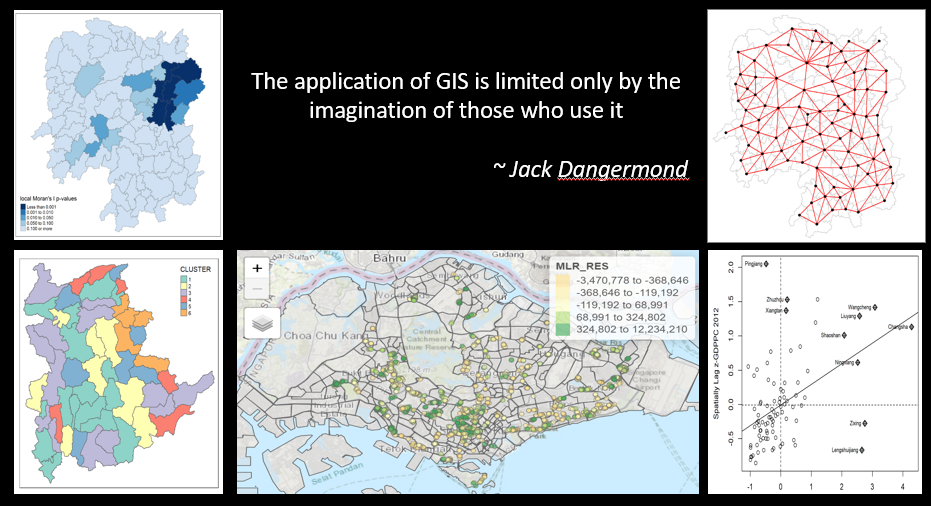 The application of GIS is limited only by the
imagination of those who use it
~ Jack Dangermond
local Moran's I p-values
Less than 0.001
0.001 to 0.010
0.010 to 0.050
0.050 to 0.100
0.100 or more
CLUSTER
1
2
3
4
5
6
+
−
Bahru
Gudang
Choa Chu Kang
Central
Catchment
Nature Reserve
Singapore
Changi
Airport
Industrial
Park
Selat Pandan
MLR_RES
-3,470,778 to -368,646
-368,646 to -119,192
-119,192 to 68,991
68,991 to 324,802
324,802 to 12,234,210
Spatially Lag z-GDPPC 2012
2.0
1.5
1.0
0.5
0.0
-0.5
-1
0
1
2
3
4
Pingjiang
Zhuzhou
Xiangtan
Wangcheng
Liuyang
Changsha
Shaoshan
Ningxiang
Zixing
Lengshuijiang